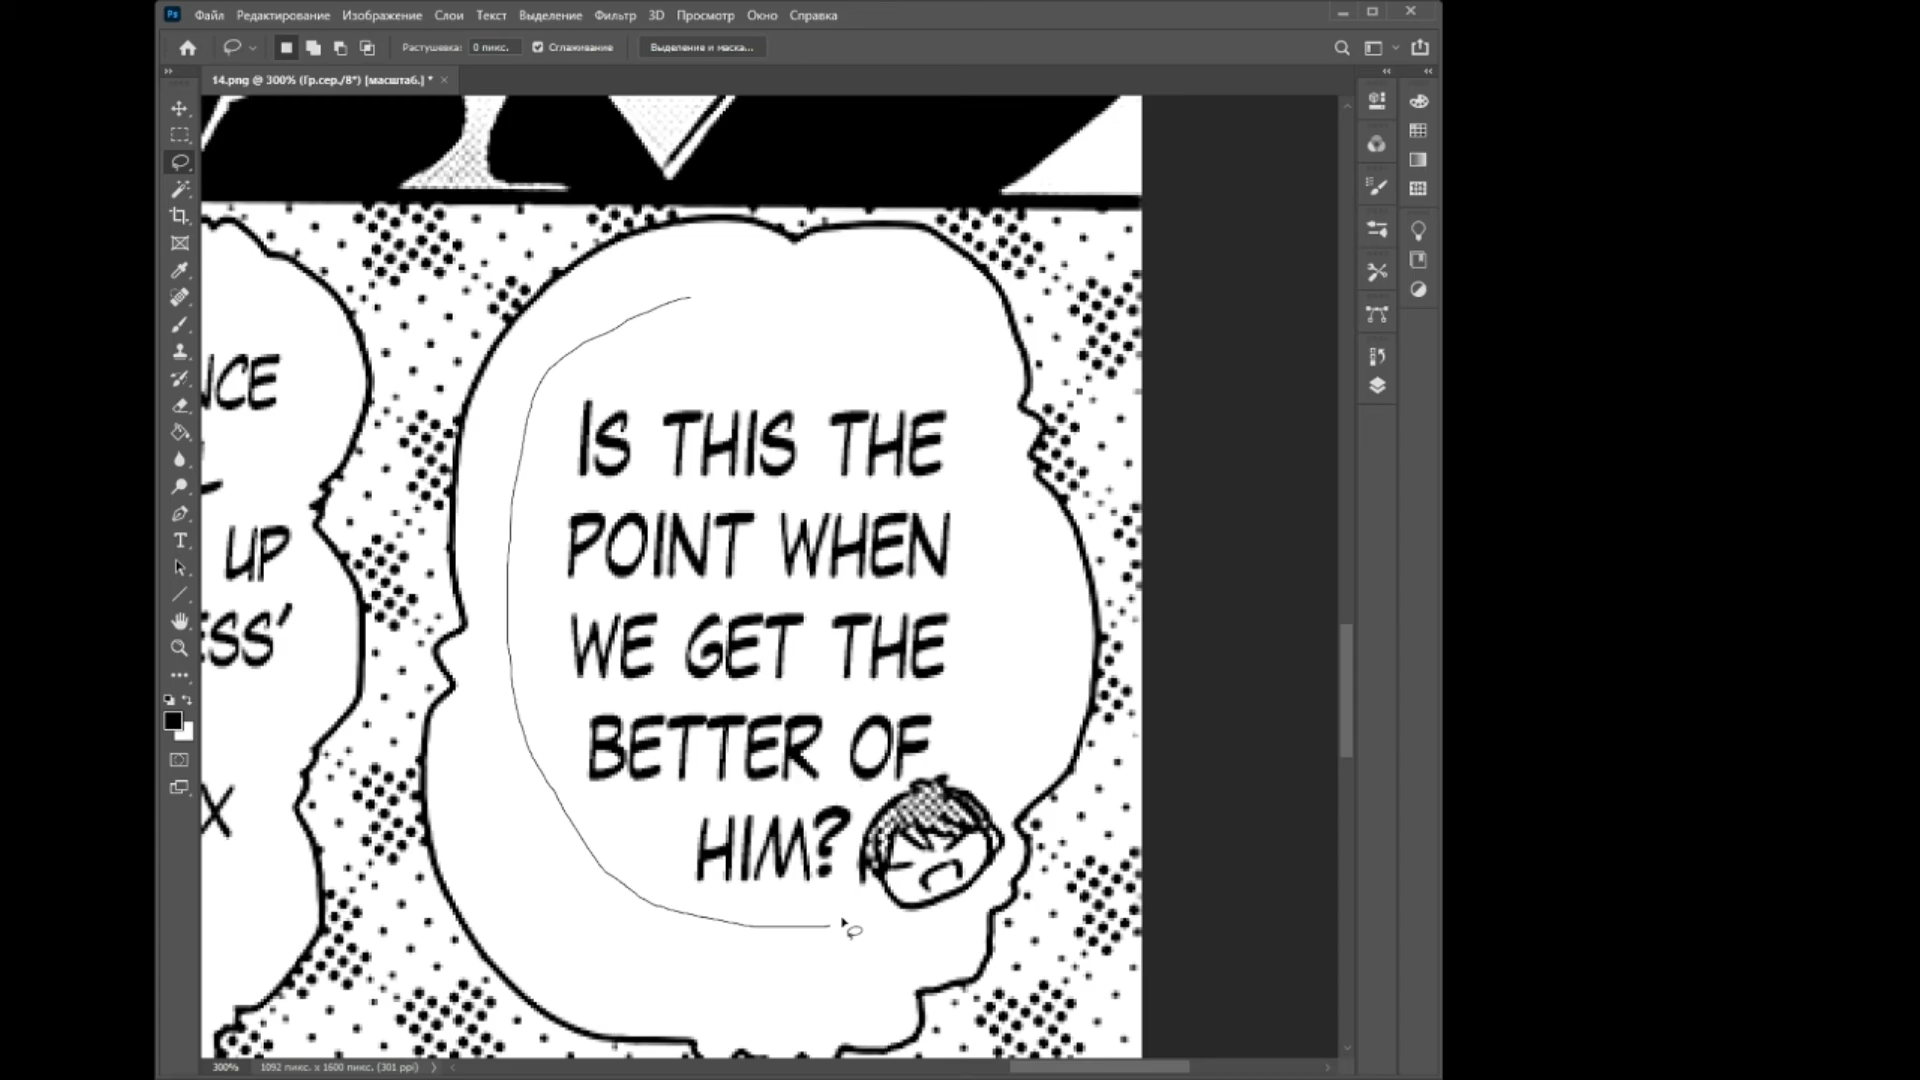 Ps Файл Редактирование Изображение Слои Текст Выделение Фильтр 3D Просмотр Окно Справка
Растушевка: 0 пикс. Сглаживание Выделение и маска...
14.png @ 300% (Гр.сер./8*) [масштаб.] * ×
IS THIS THE
POINT WHEN
WE GET THE
BETTER OF
HIM?
NCE
UP
ESS'
X
T
300% 1092 пикс. x 1600 пикс. (301 ppi)